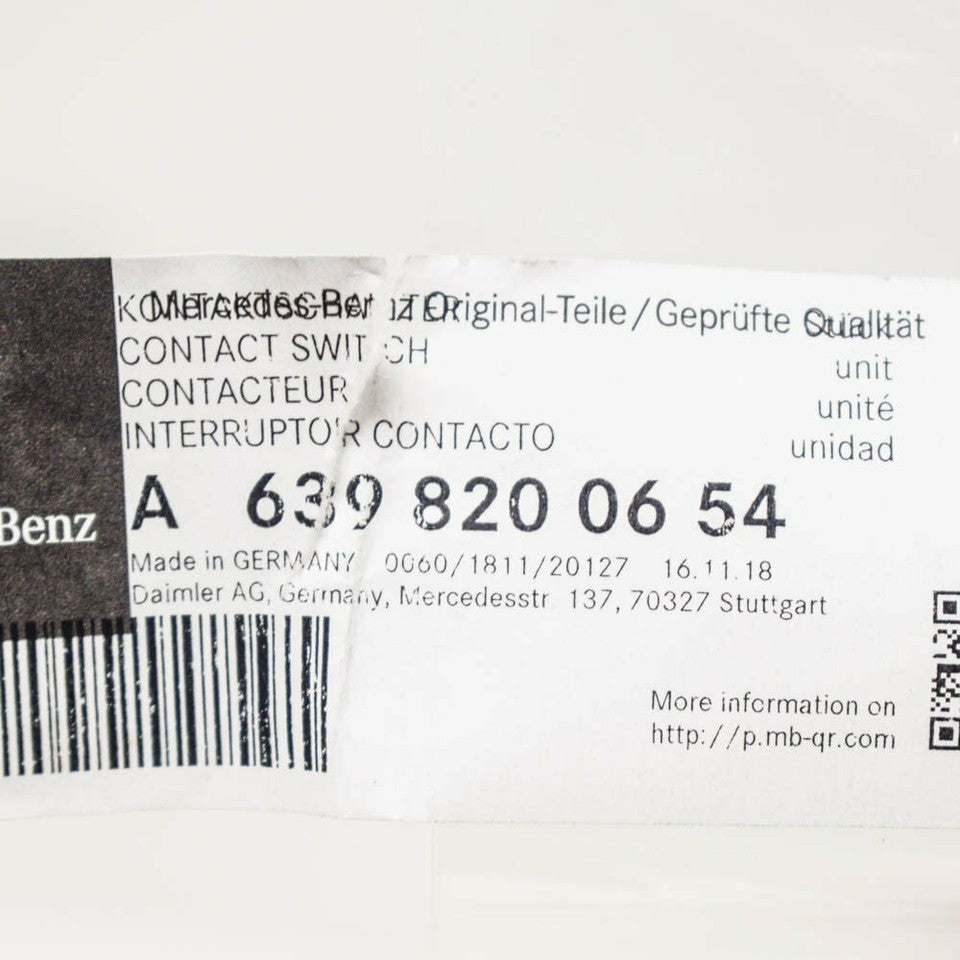 Mercedes-Benz Original-Teile/Geprüfte Qualität
KONTAKTSCHALTER Stück
CONTACT SWITCH unit
CONTACTEUR unité
INTERRUPTOR CONTACTO unidad
Benz
A 639 820 06 54
Made in GERMANY 0060/1811/20127 16.11.18
Daimler AG, Germany, Mercedesstr 137, 70327 Stuttgart
More information on
http://p.mb-qr.com